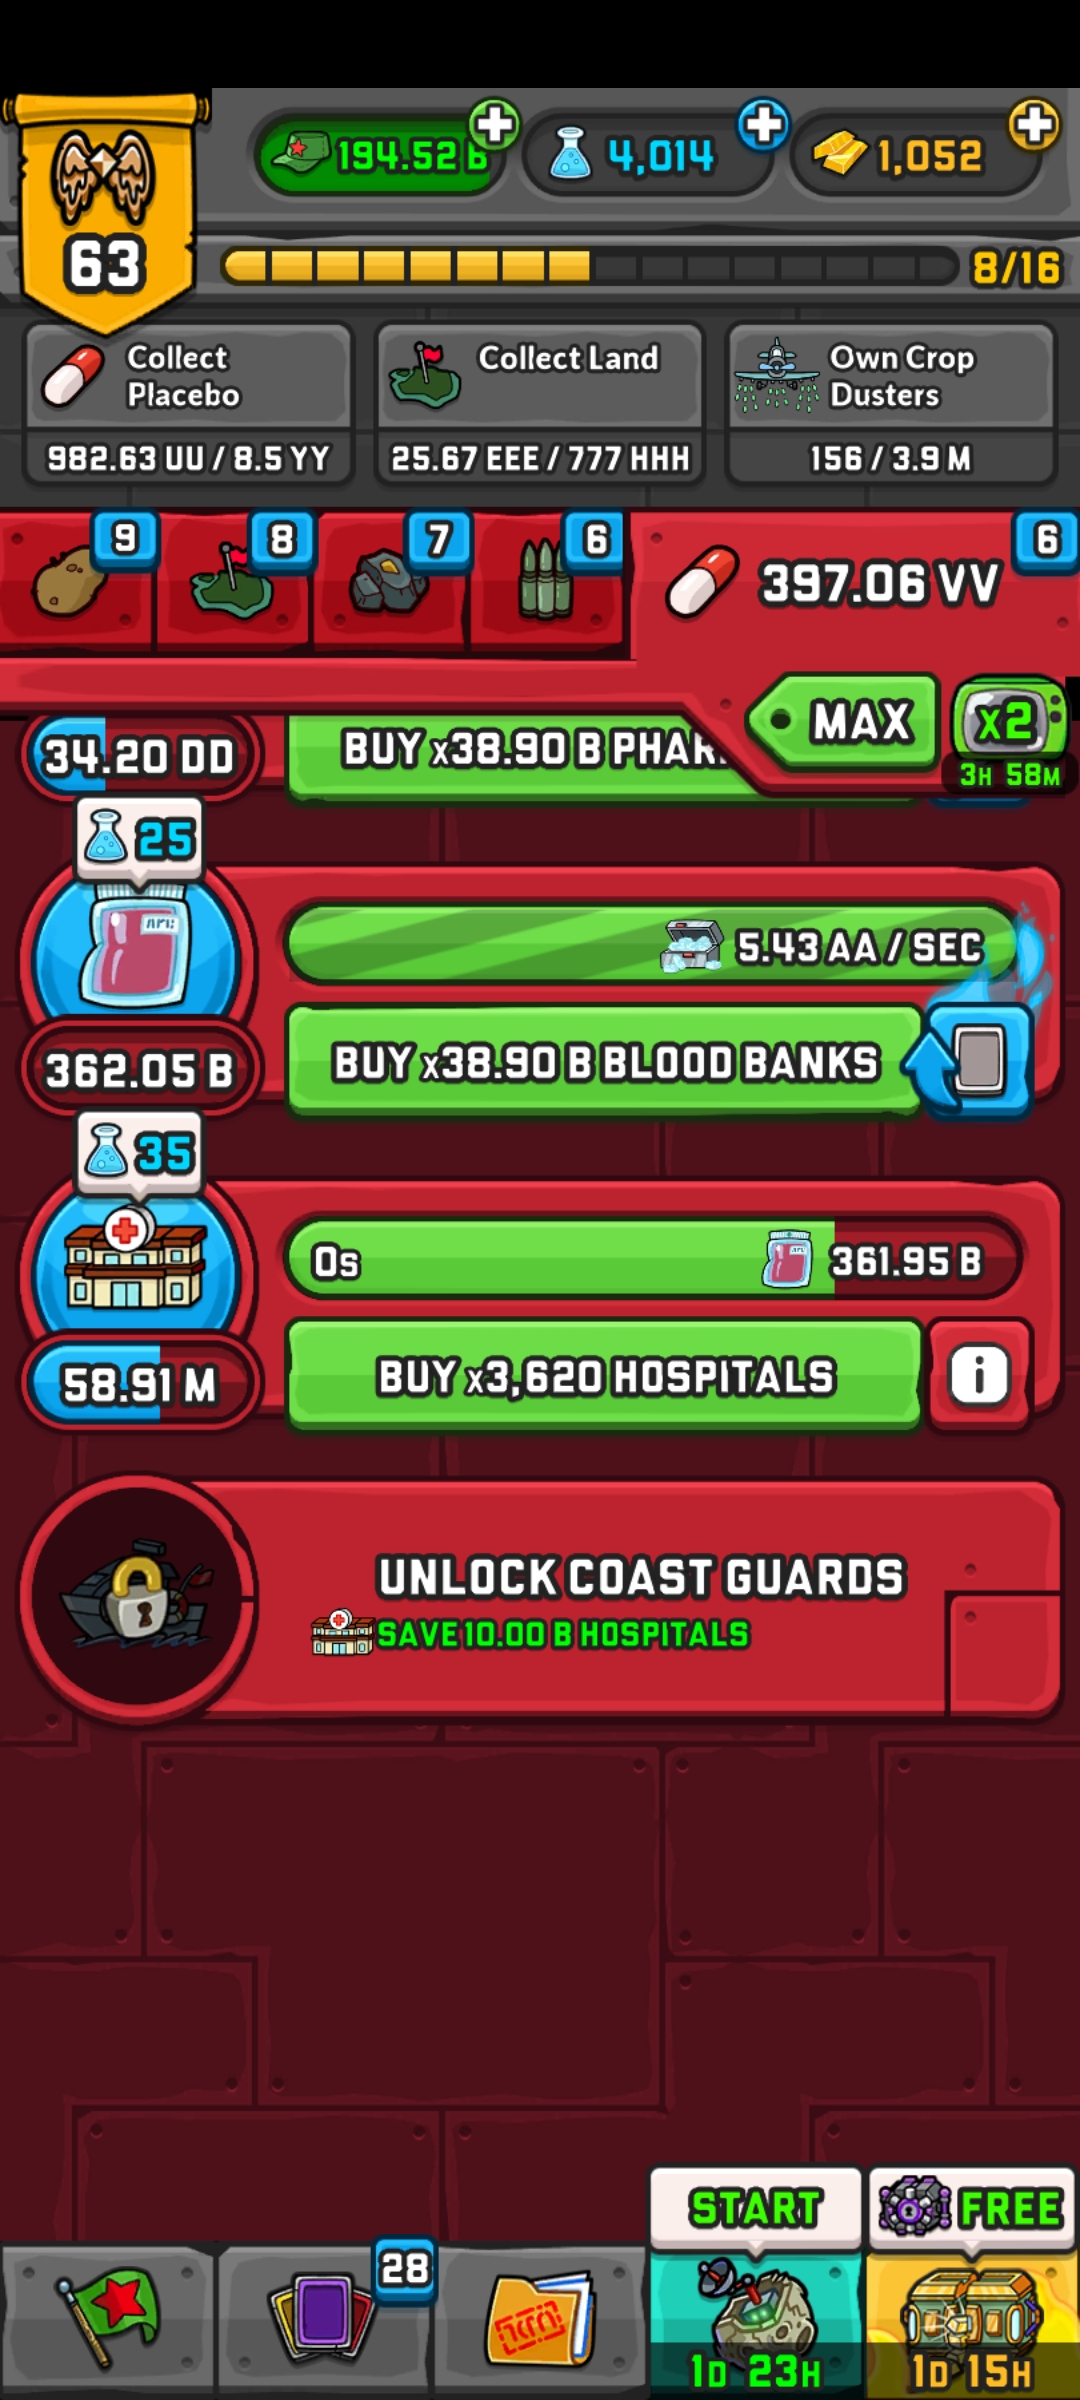 194.52 B
4,014
1,052
63
8/16
Collect
Placebo
982.63 UU / 8.5 YY
Collect Land
25.67 EEE / 777 HHH
Own Crop
Dusters
156 / 3.9 M
9
8
7
6
397.06 VV
6
MAX
x2
3H 58M
34.20 DD
BUY x38.90 B PHAR
25
5.43 AA / SEC
362.05 B
BUY x38.90 B BLOOD BANKS
35
0s
361.95 B
58.91 M
BUY x3,620 HOSPITALS
i
UNLOCK COAST GUARDS
SAVE 10.00 B HOSPITALS
START
FREE
28
1D 23H
1D 15H